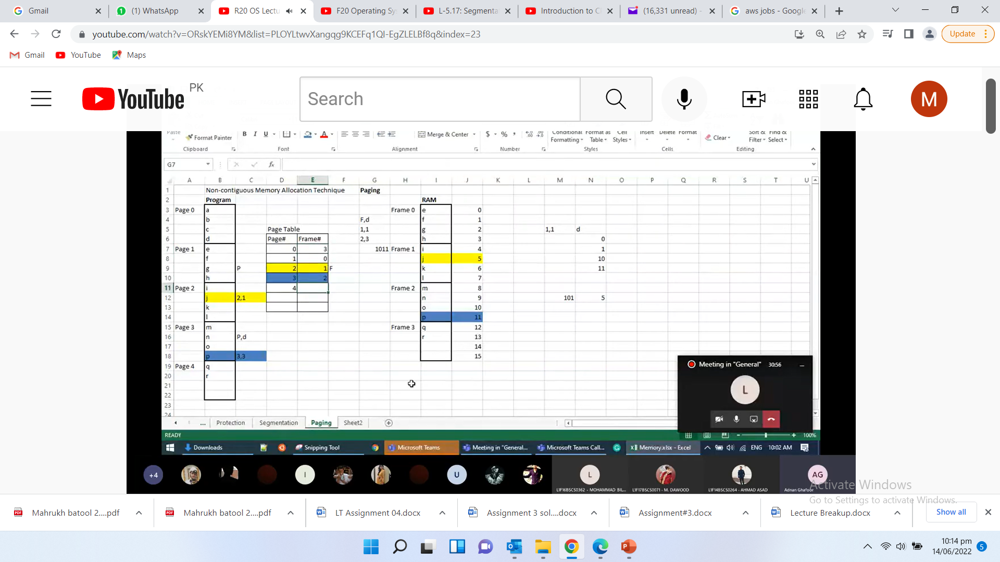 Gmail (1) WhatsApp R20 OS Lectu F20 Operating Sy L-5.17: Segmenta Introduction to C (16,331 unread) - aws jobs - Google
youtube.com/watch?v=ORskYEMi8YM&list=PLOYLtwvXangqg9KCEFq1QI-EgZLELBf8q&index=23 Update
Gmail YouTube Maps
YouTube PK Search M
Paste Format Painter B I U A Merge & Center $ % Conditional Formatting Format as Table Cell Styles Insert Delete Format Clear Sort & Filter Find & Select
Clipboard Font Alignment Number Styles Cells Editing
G7 fx
A B C D E F G H I J K L M N O P Q R S T U
1 Non-contiguous Memory Allocation Technique Paging
2 Program RAM
3 Page 0 a Frame 0 e 0
4 b F,d f 1
5 c Page Table 1,1 g 2 1,1 d
6 d Page# Frame# 2,3 h 3 0
7 Page 1 e 0 3 1011 Frame 1 i 4 1
8 f 1 0 j 5 10
9 g P 2 1 F k 6 11
10 h 3 2 l 7
11 Page 2 i 4 Frame 2 m 8
12 j 2,1 n 9 101 5
13 k o 10
14 l p 11
15 Page 3 m Frame 3 q 12
16 n P,d r 13
17 o 14
18 p 3,3 15
19 Page 4 q
20 r
21
22
23
24
Meeting in "General" 30:56
L
... Protection Segmentation Paging Sheet2
READY 100%
Downloads Snipping Tool Microsoft Teams Meeting in "General... Microsoft Teams Call... Memory.xlsx - Excel ENG 10:02 AM
+4 I U L AG
L1F16BSCS0362 - MOHAMMAD BIL... L1F17BSCS0071 - M. DAWOOD L1F14BSCS0264 - AHMAD ASAD Adnan Ghafoor
Activate Windows
Go to Settings to activate Windows.
Mahrukh batool 2....pdf Mahrukh batool 2....pdf LT Assignment 04.docx Assignment 3 sol....docx Assignment#3.docx Lecture Breakup.docx Show all
10:14 pm
14/06/2022 5